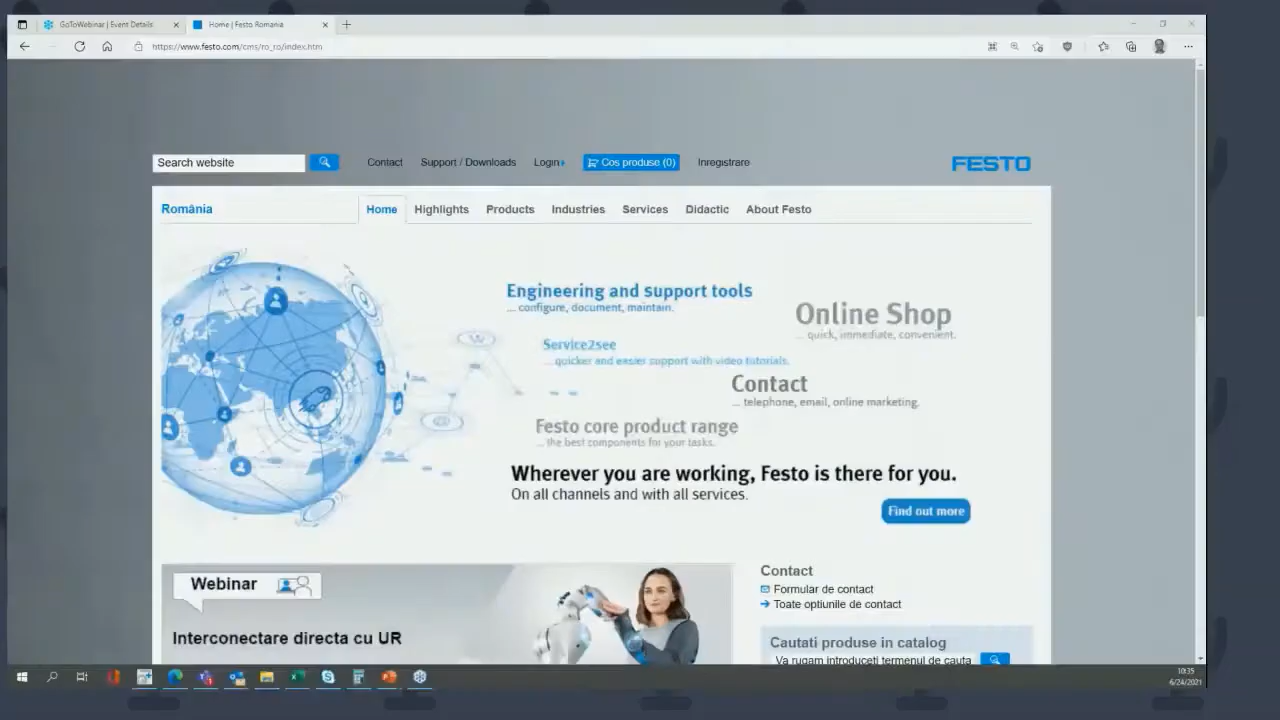 GoToWebinar | Event Details
Home | Festo Romania
https://www.festo.com/cms/ro_ro/index.htm
Search website
Contact
Support / Downloads
Login
Cos produse (0)
Inregistrare
FESTO
România
Home
Highlights
Products
Industries
Services
Didactic
About Festo
Engineering and support tools
... configure, document, maintain.
Online Shop
... quick, immediate, convenient.
Service2see
... quicker and easier support with video tutorials.
Contact
... telephone, email, online marketing.
Festo core product range
... the best components for your tasks.
Wherever you are working, Festo is there for you.
On all channels and with all services.
Find out more
Webinar
Interconectare directa cu UR
Contact
Formular de contact
Toate optiunile de contact
Cautati produse in catalog
Va rugam introduceti termenul de cauta
10:35
6/24/2021